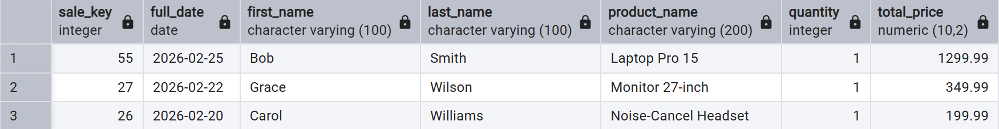 sale_key full_date first_name last_name product_name quantity total_price
integer date character varying (100) character varying (100) character varying (200) integer numeric (10,2)
1 55 2026-02-25 Bob Smith Laptop Pro 15 1 1299.99
2 27 2026-02-22 Grace Wilson Monitor 27-inch 1 349.99
3 26 2026-02-20 Carol Williams Noise-Cancel Headset 1 199.99